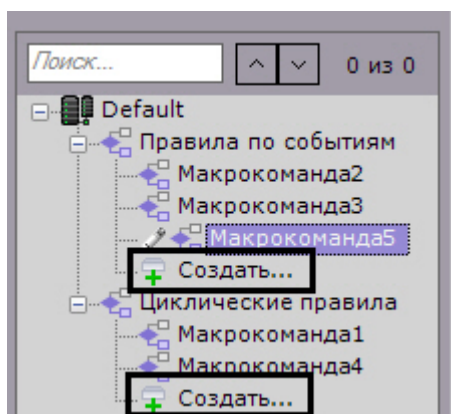 Поиск... 0 из 0
Default
Правила по событиям
Макрокоманда2
Макрокоманда3
Макрокоманда5
Создать...
Циклические правила
Макрокоманда1
Макрокоманда4
Создать...